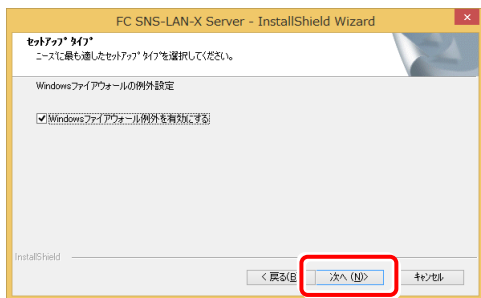 FC SNS-LAN-X Server - InstallShield Wizard
×
セットアップ タイプ
ニーズに最も適したセットアップ タイプを選択してください。
Windowsファイアウォールの例外設定
Windowsファイアウォール例外を有効にする
InstallShield
< 戻る(B 次へ (N)> キャンセル